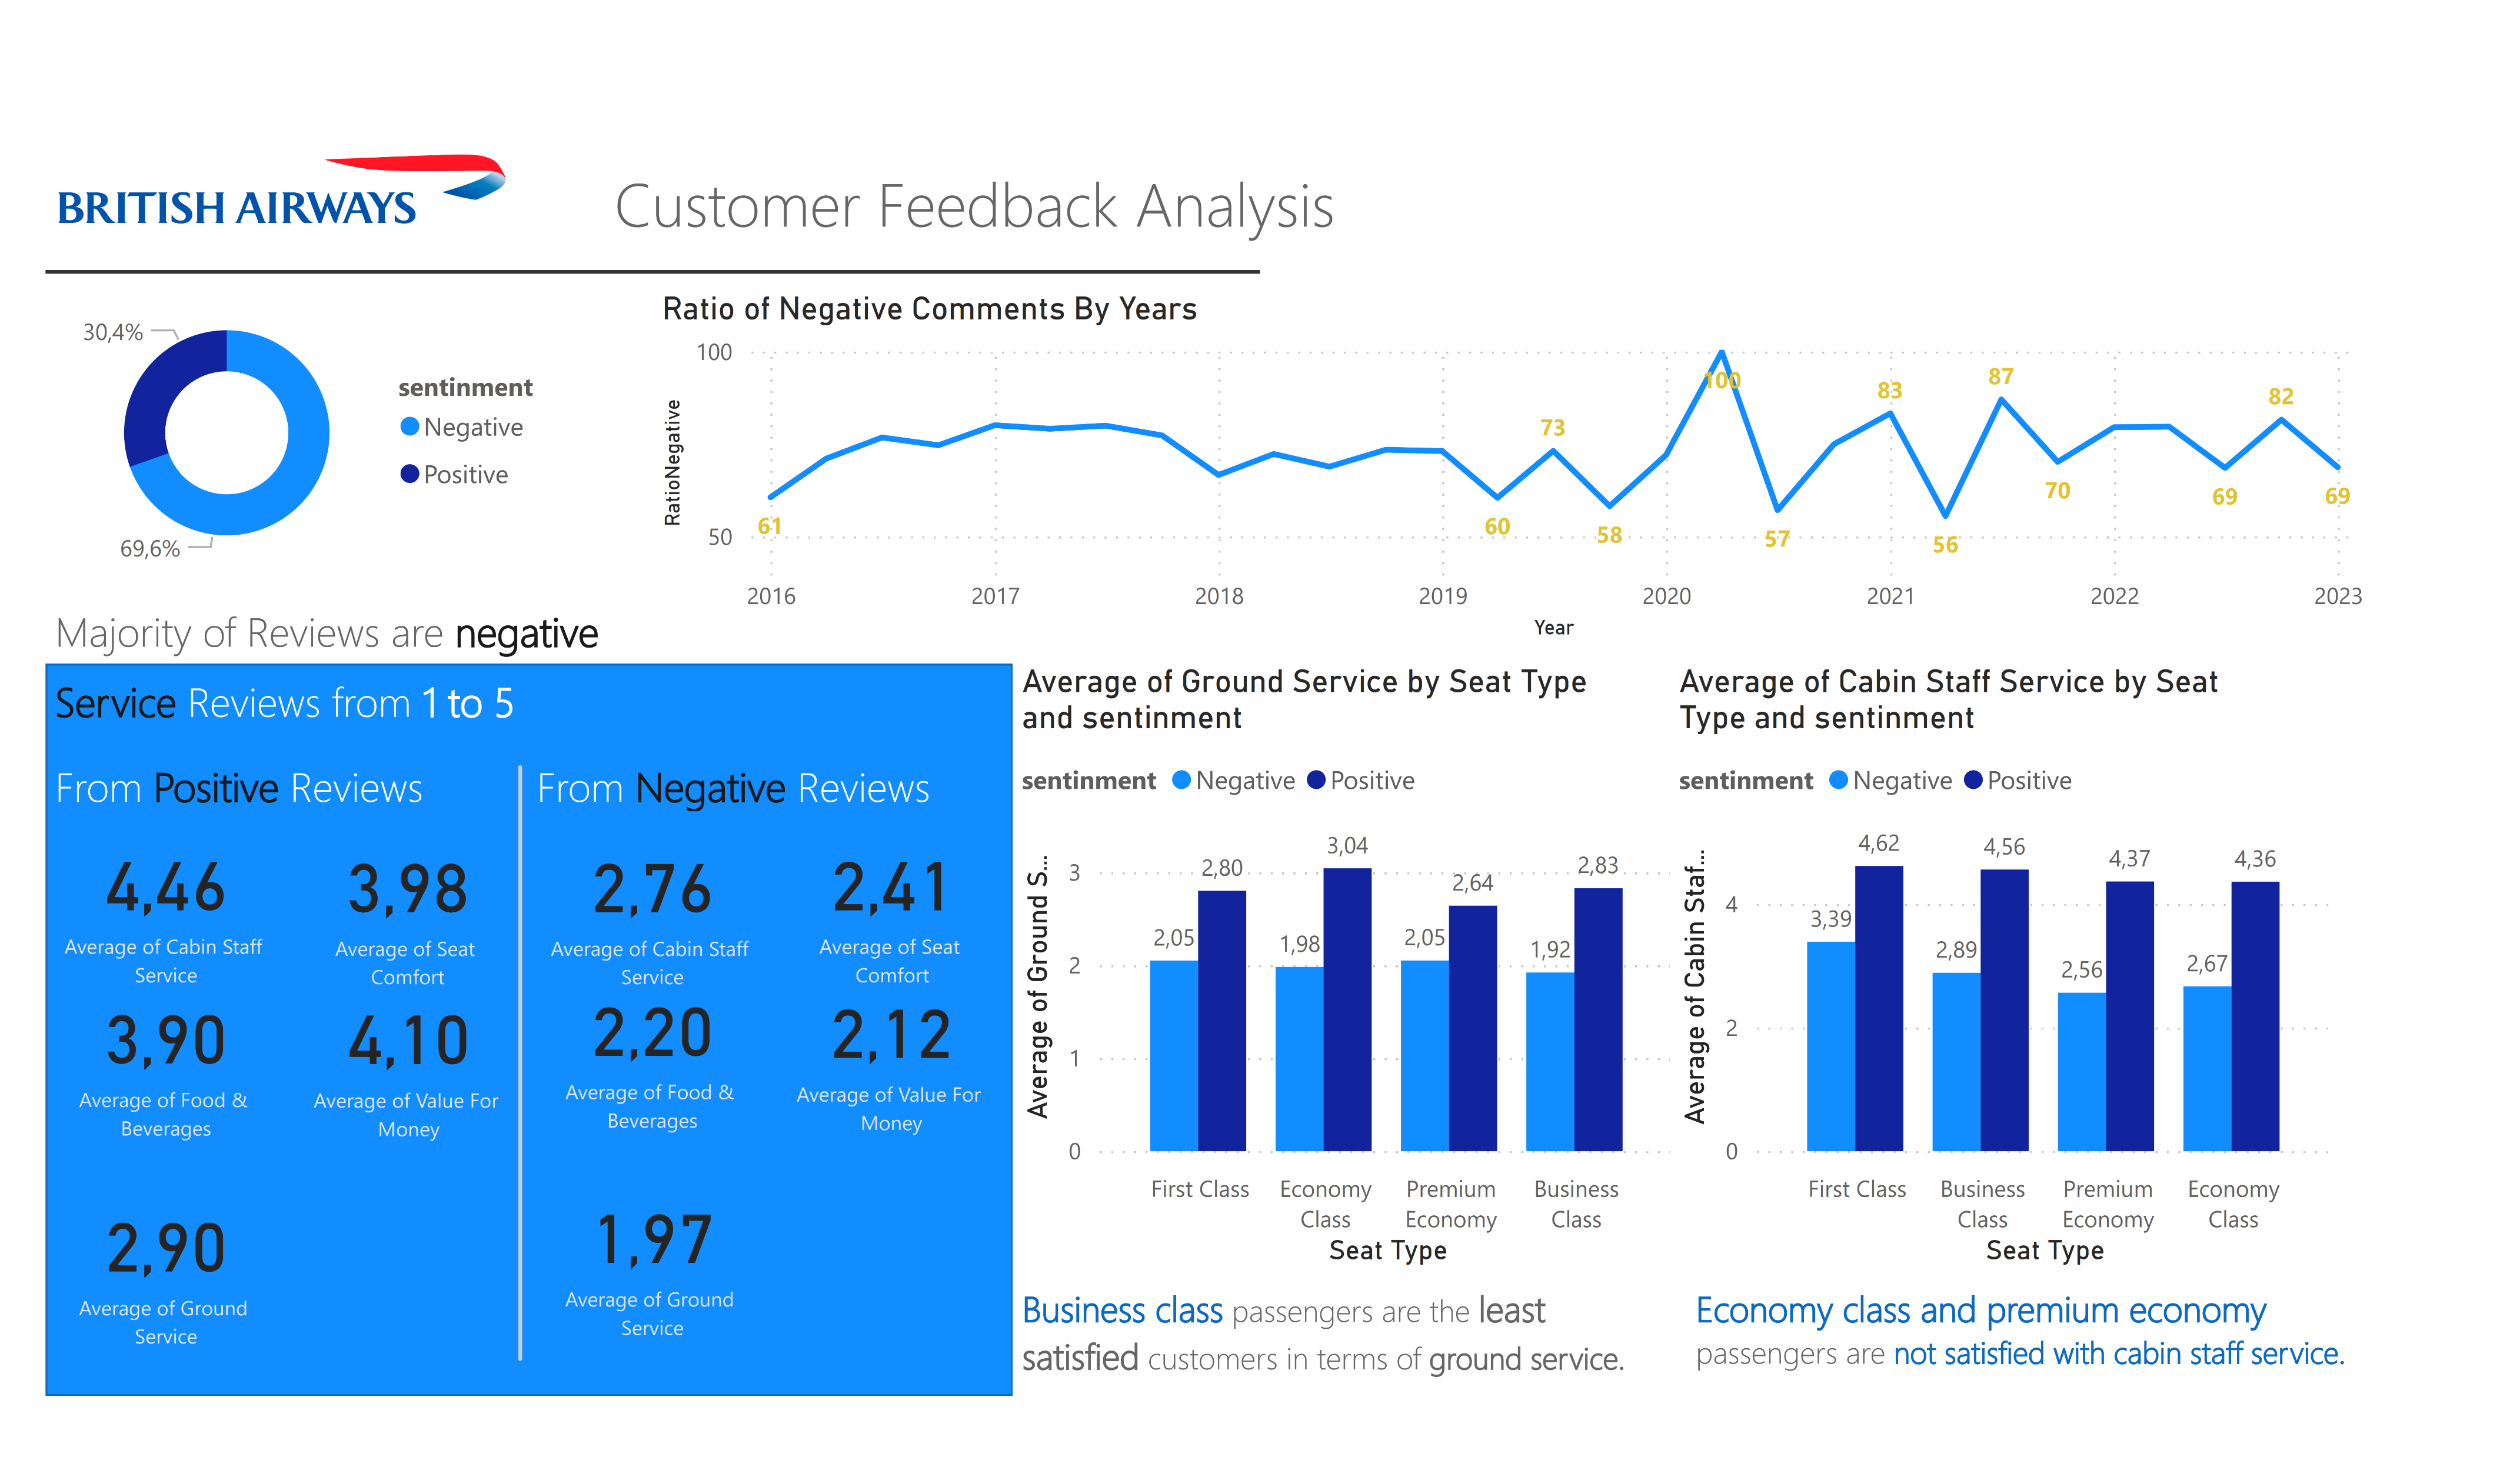 BRITISH AIRWAYS
Customer Feedback Analysis
30,4%
69,6%
sentinment
Negative
Positive
Majority of Reviews are negative
Ratio of Negative Comments By Years
RatioNegative
100
50
61
60
73
58
100
57
83
56
87
70
69
82
69
2016
2017
2018
2019
2020
2021
2022
2023
Year
Service Reviews from 1 to 5
From Positive Reviews
4,46
Average of Cabin Staff
Service
3,98
Average of Seat
Comfort
3,90
Average of Food &
Beverages
4,10
Average of Value For
Money
2,90
Average of Ground
Service
From Negative Reviews
2,76
Average of Cabin Staff
Service
2,41
Average of Seat
Comfort
2,20
Average of Food &
Beverages
2,12
Average of Value For
Money
1,97
Average of Ground
Service
Average of Ground Service by Seat Type
and sentinment
sentinment Negative Positive
Average of Ground S...
3
2
1
0
2,05
2,80
1,98
3,04
2,05
2,64
1,92
2,83
First Class
Economy
Class
Premium
Economy
Business
Class
Seat Type
Business class passengers are the least
satisfied customers in terms of ground service.
Average of Cabin Staff Service by Seat
Type and sentinment
sentinment Negative Positive
Average of Cabin Staf...
4
2
0
3,39
4,62
2,89
4,56
2,56
4,37
2,67
4,36
First Class
Business
Class
Premium
Economy
Economy
Class
Seat Type
Economy class and premium economy
passengers are not satisfied with cabin staff service.